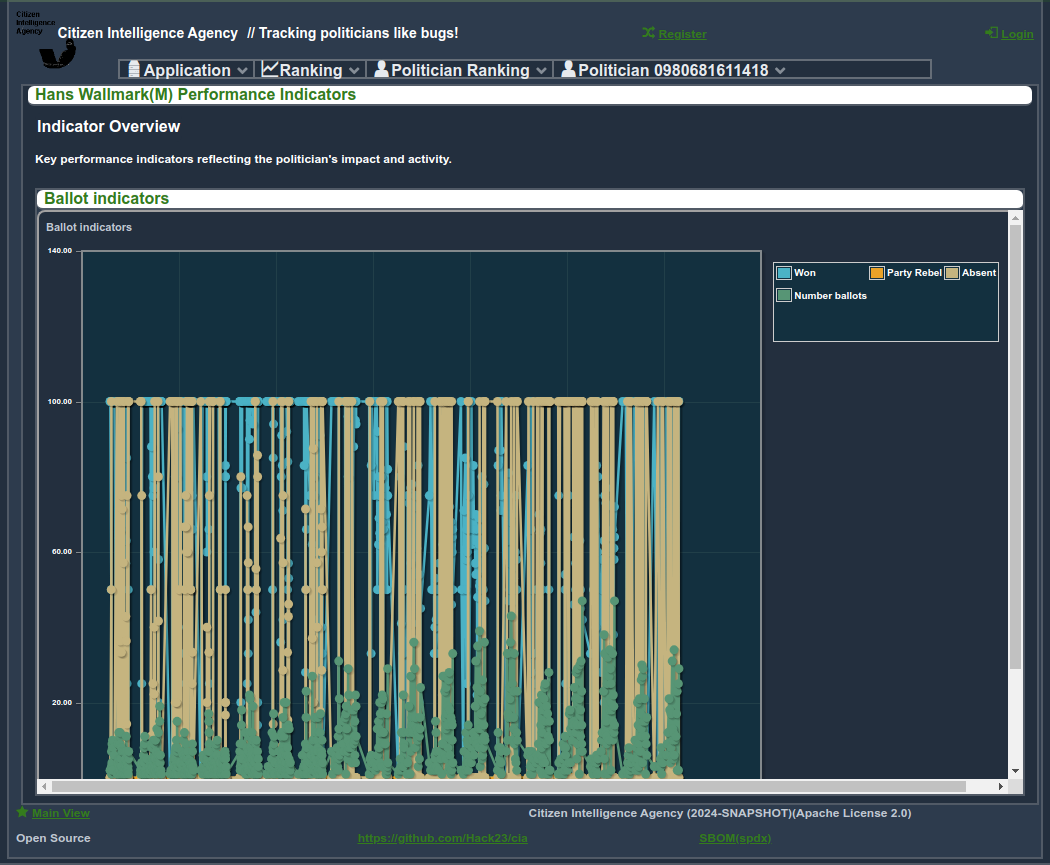 Citizen
Intelligence
Agency
Citizen Intelligence Agency // Tracking politicians like bugs!
Register
Login
Application
Ranking
Politician Ranking
Politician 0980681611418
Hans Wallmark(M) Performance Indicators
Indicator Overview
Key performance indicators reflecting the politician's impact and activity.
Ballot indicators
Ballot indicators
140.00
100.00
60.00
20.00
Won
Party Rebel
Absent
Number ballots
Main View
Citizen Intelligence Agency (2024-SNAPSHOT)(Apache License 2.0)
Open Source
https://github.com/Hack23/cia
SBOM(spdx)